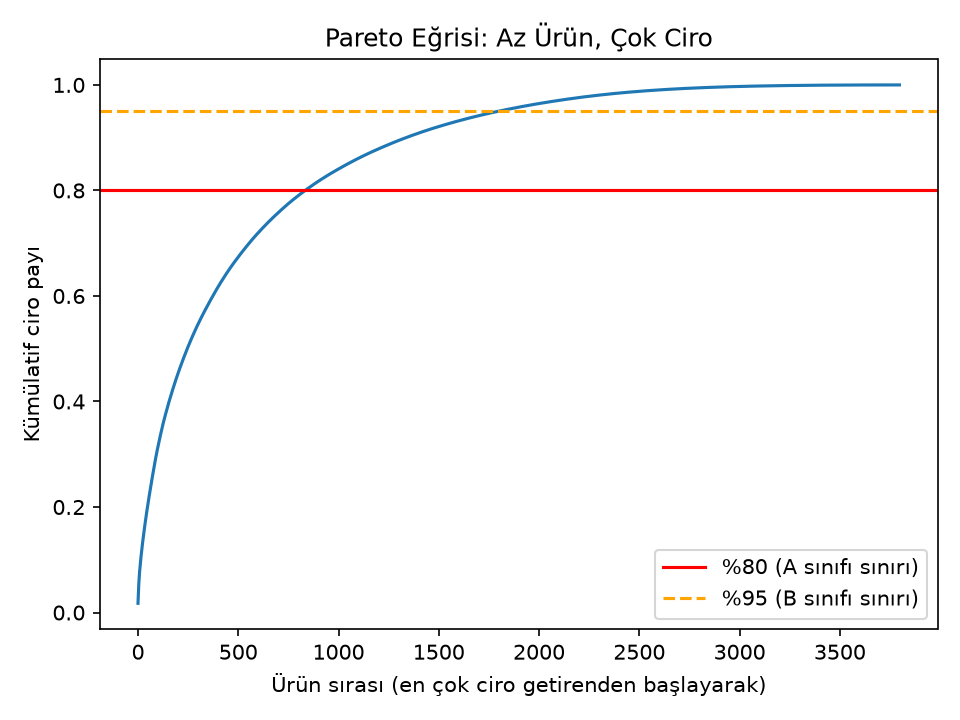 Pareto Eğrisi: Az Ürün, Çok Ciro
Kümülatif ciro payı
1.0
0.8
0.6
0.4
0.2
0.0
%80 (A sınıfı sınırı)
%95 (B sınıfı sınırı)
0 500 1000 1500 2000 2500 3000 3500
Ürün sırası (en çok ciro getirenden başlayarak)